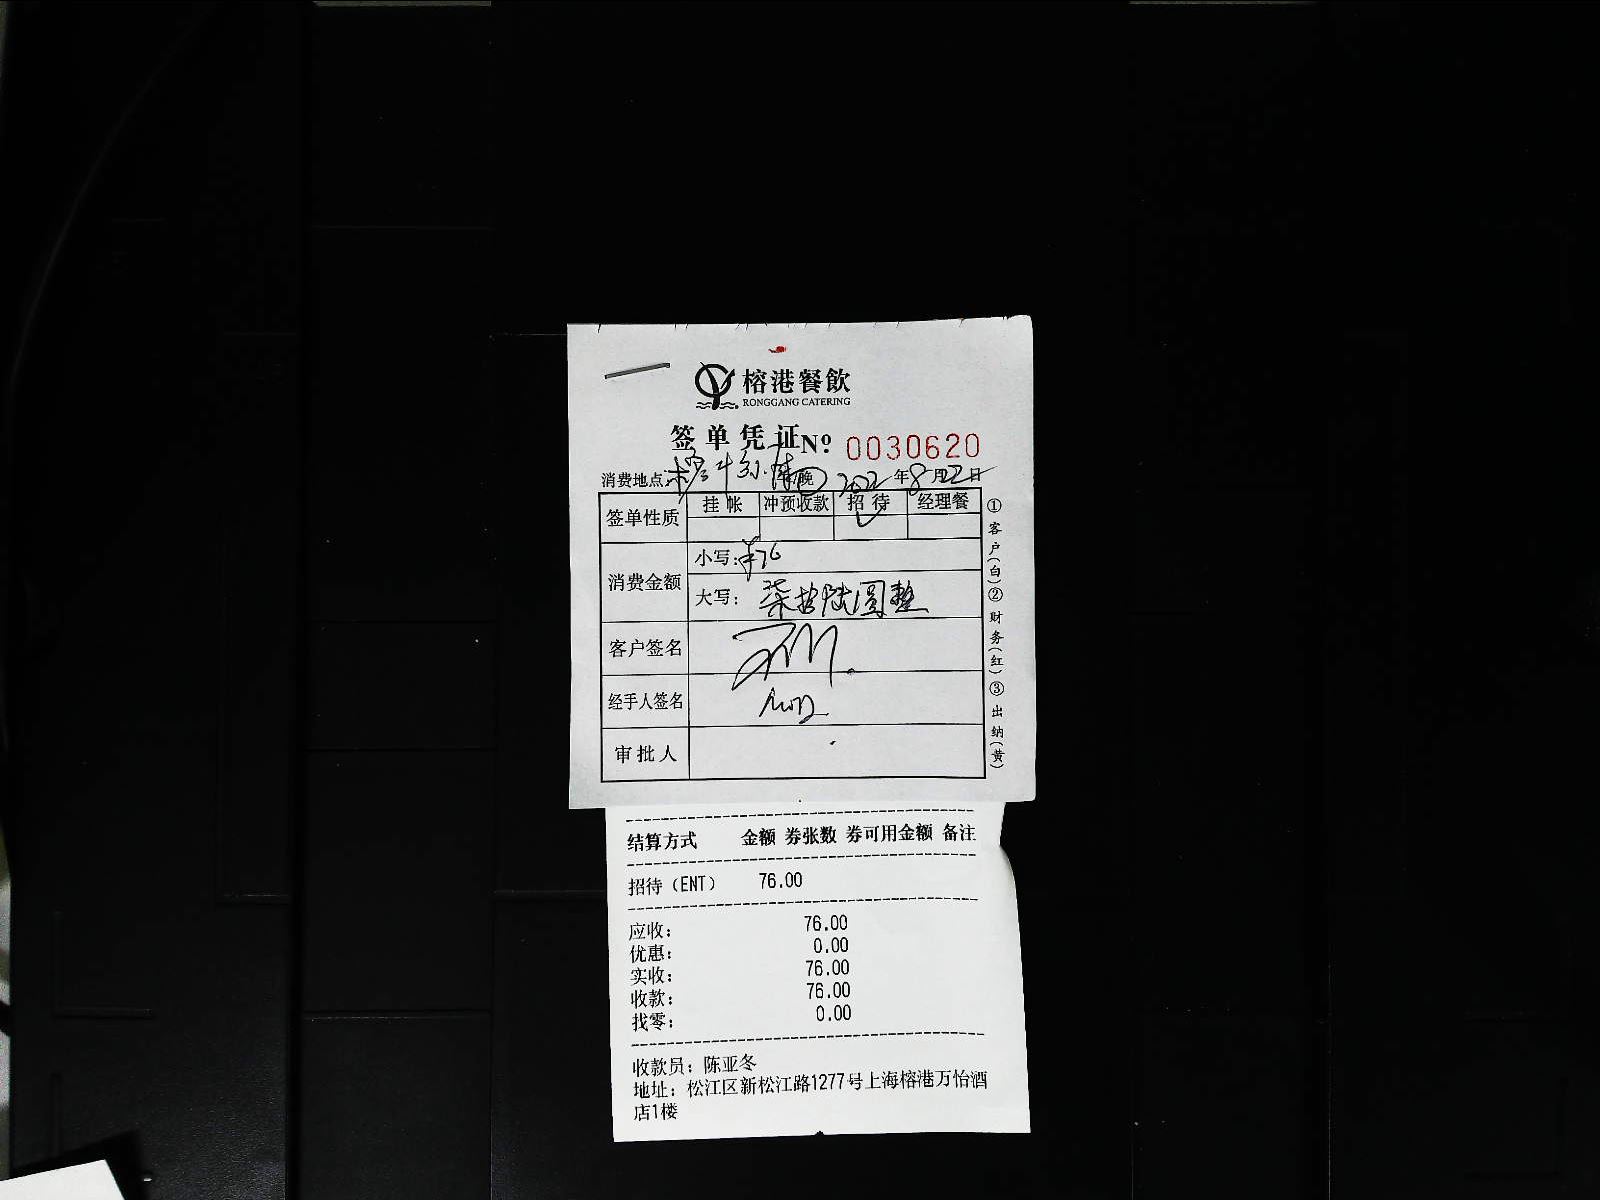 榕港餐飲
RONGGANG CATERING
签单凭证 Nº 0030620
消费地点: 晚 2022年8月22日
签单性质 挂帐 冲预收款 招待 经理餐
消费金额 小写: ¥76
大写: 柒拾陆圆整
客户签名
经手人签名
审批人
①客户(白)②财务(红)③出纳(黄)
结算方式 金额 券张数 券可用金额 备注
招待(ENT) 76.00
应收: 76.00
优惠: 0.00
实收: 76.00
收款: 76.00
找零: 0.00
收款员: 陈亚冬
地址: 松江区新松江路1277号上海榕港万怡酒
店1楼